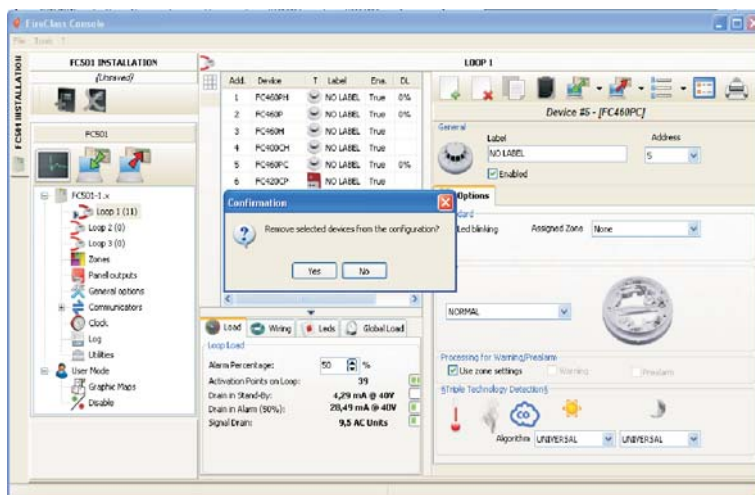 FireClass Console
File Tools ?
FC501 INSTALLATION
FC501 INSTALLATION
(Unsaved)
FC501
FC501-1.x
Loop 1 (11)
Loop 2 (0)
Loop 3 (0)
Zones
Panel outputs
General options
Communicators
Clock
Log
Utilities
User Mode
Graphic Maps
Disable
LOOP 1
Add. Device T Label Ena. DL
1 FC460PH NO LABEL True 0%
2 FC460P NO LABEL True 0%
3 FC460H NO LABEL True
4 FC400CH NO LABEL True
5 FC460PC NO LABEL True 0%
6 FC420CP NO LABEL True
Confirmation
Remove selected devices from the configuration?
Yes No
Load Wiring Leds Global Load
Loop Load
Alarm Percentage: 50 %
Activation Points on Loop: 39
Drain in Stand-By: 4,29 mA @ 40V
Drain in Alarm (50%): 28,49 mA @ 40V
Signal Drain: 9,5 AC Units
Device #5 - [FC460PC]
General
Label
NO LABEL
Address
5
Enabled
Options
blinking Assigned Zone None
NORMAL
Processing for Warning/Prealarm
Use zone settings Warning Prealarm
§Triple Technology Detection§
CO
Algorithm UNIVERSAL UNIVERSAL